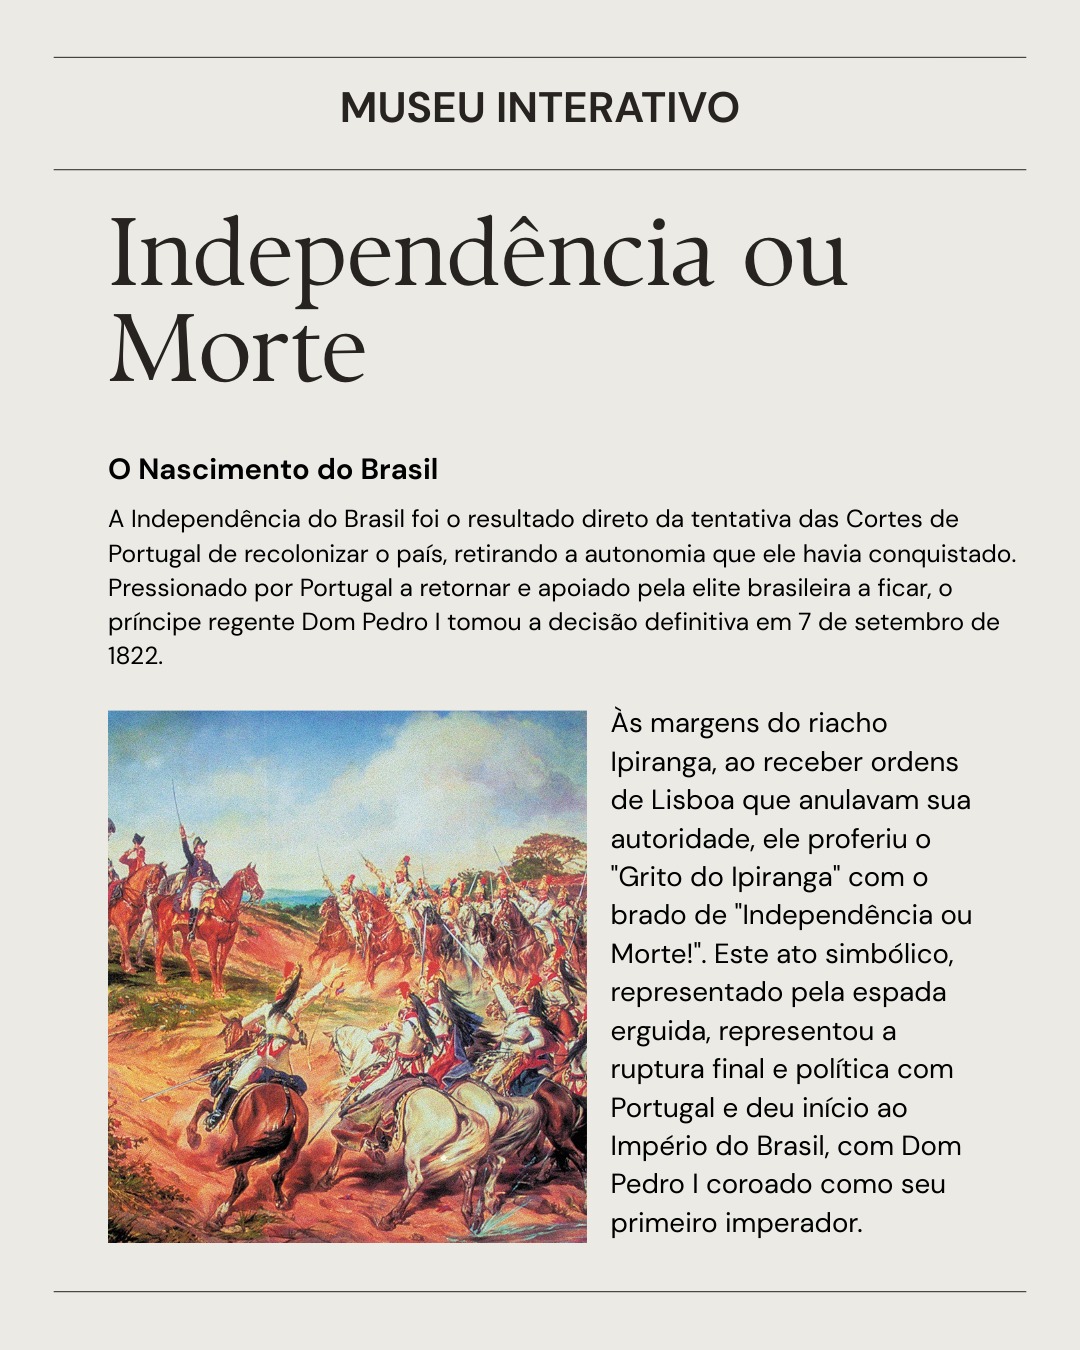 MUSEU INTERATIVO
Independência ou
Morte
O Nascimento do Brasil
A Independência do Brasil foi o resultado direto da tentativa das Cortes de
Portugal de recolonizar o país, retirando a autonomia que ele havia conquistado.
Pressionado por Portugal a retornar e apoiado pela elite brasileira a ficar, o
príncipe regente Dom Pedro I tomou a decisão definitiva em 7 de setembro de
1822.
Às margens do riacho
Ipiranga, ao receber ordens
de Lisboa que anulavam sua
autoridade, ele proferiu o
"Grito do Ipiranga" com o
brado de "Independência ou
Morte!". Este ato simbólico,
representado pela espada
erguida, representou a
ruptura final e política com
Portugal e deu início ao
Império do Brasil, com Dom
Pedro I coroado como seu
primeiro imperador.